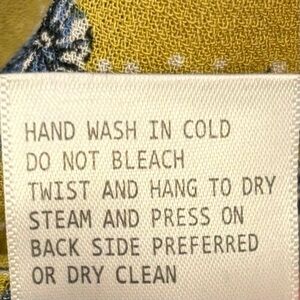 HAND WASH IN COLD
DO NOT BLEACH
TWIST AND HANG TO DRY
STEAM AND PRESS ON
BACK SIDE PREFERRED
OR DRY CLEAN